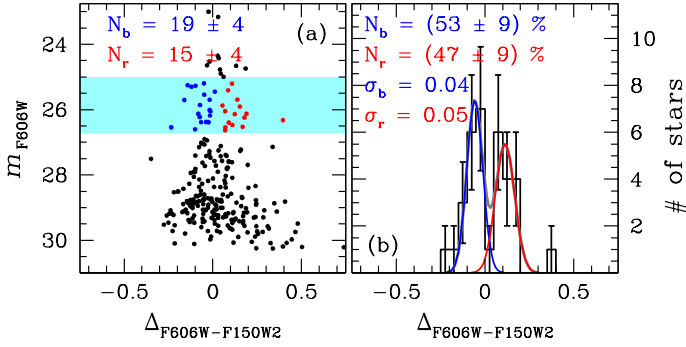 N_b = 19 ± 4
N_r = 15 ± 4
(a)
24
26
28
30
m_F606W
−0.5
0
0.5
Δ_F606W−F150W2
N_b = (53 ± 9) %
N_r = (47 ± 9) %
σ_b = 0.04
σ_r = 0.05
(b)
10
8
6
4
2
# of stars
−0.5
0
0.5
Δ_F606W−F150W2